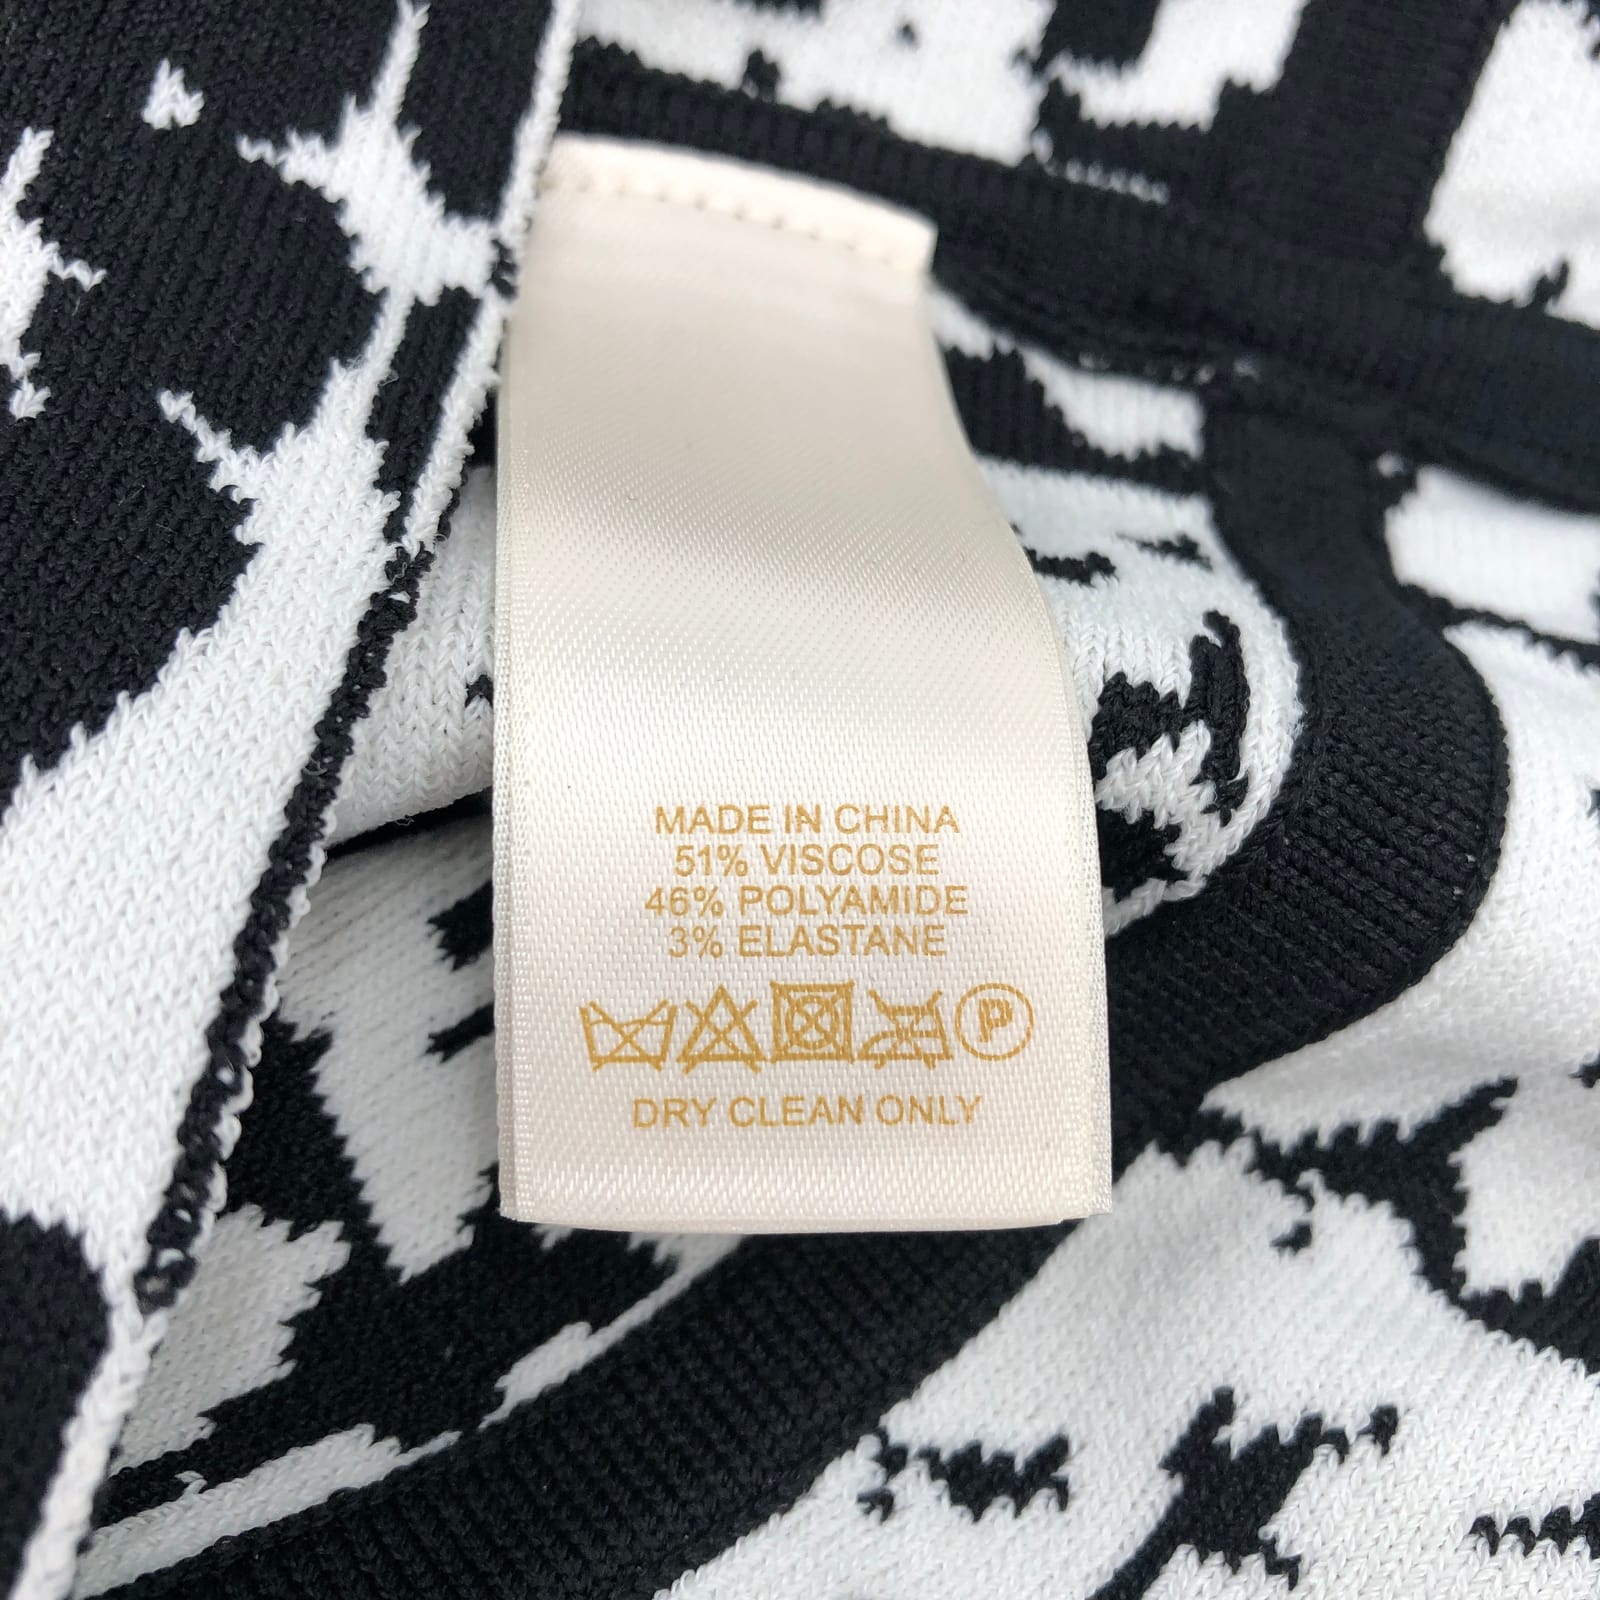 MADE IN CHINA
51% VISCOSE
46% POLYAMIDE
3% ELASTANE
P
DRY CLEAN ONLY